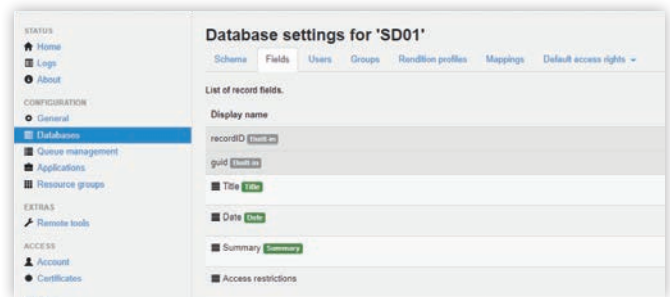 STATUS
Home
Logs
About
CONFIGURATION
General
Databases
Queue management
Applications
Resource groups
EXTRAS
Remote tools
ACCESS
Account
Certificates
Database settings for 'SD01'
Schema Fields Users Groups Rendition profiles Mappings Default access rights
List of record fields.
Display name
recordID Built-in
guid Built-in
Title Title
Date Date
Summary Summary
Access restrictions